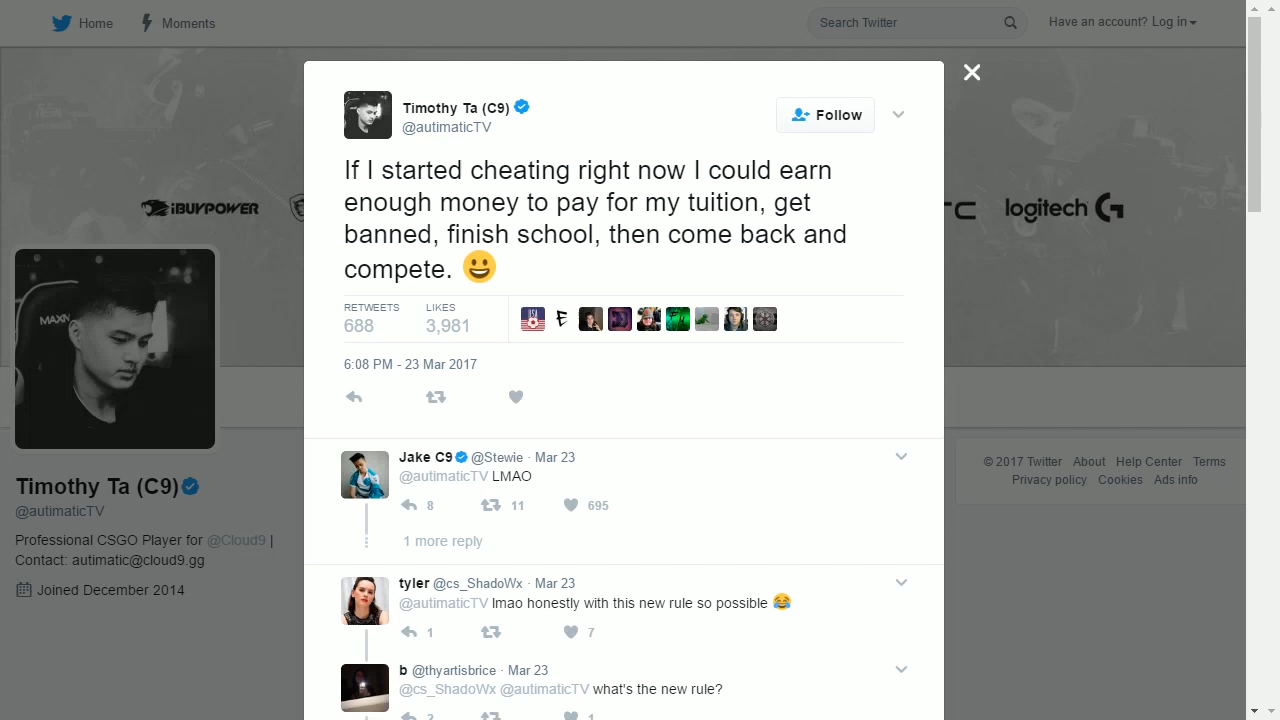 Home
Moments
Search Twitter
Have an account? Log in
Timothy Ta (C9)
@autimaticTV
Follow
If I started cheating right now I could earn
enough money to pay for my tuition, get
banned, finish school, then come back and
compete. 😀
RETWEETS
688
LIKES
3,981
6:08 PM - 23 Mar 2017
Jake C9 @Stewie · Mar 23
@autimaticTV LMAO
8
11
695
1 more reply
tyler @cs_ShadoWx · Mar 23
@autimaticTV lmao honestly with this new rule so possible 😂
1
7
b @thyartisbrice · Mar 23
@cs_ShadoWx @autimaticTV what's the new rule?
2
1
iBUYPOWER
logitech G
MAXN
Timothy Ta (C9)
@autimaticTV
Professional CSGO Player for @Cloud9 |
Contact: autimatic@cloud9.gg
Joined December 2014
© 2017 Twitter About Help Center Terms
Privacy policy Cookies Ads info